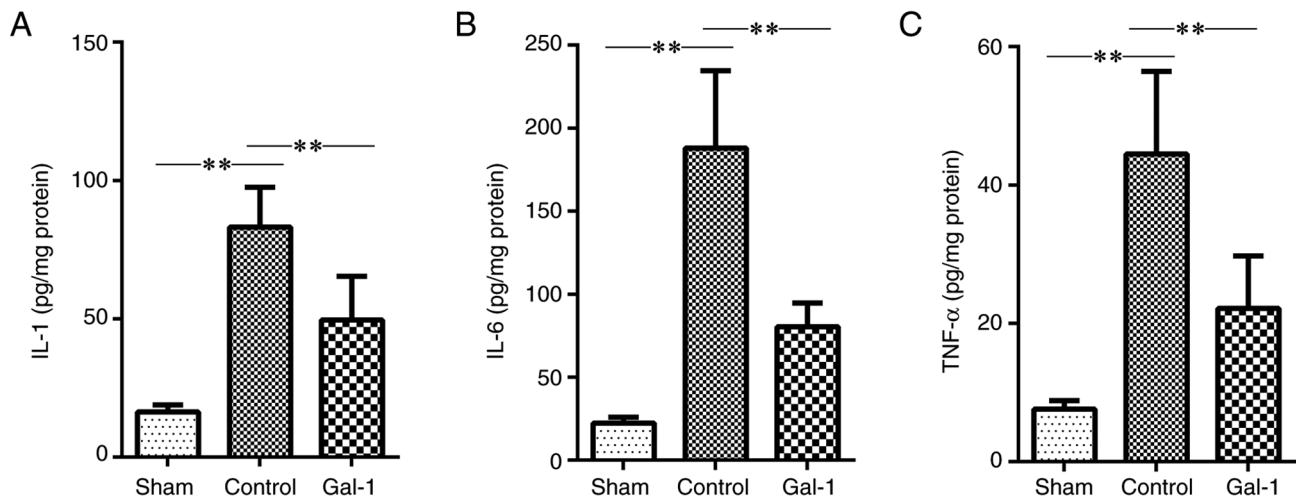 A
IL-1 (pg/mg protein)
150
100
50
0
**
**
Sham Control Gal-1
B
IL-6 (pg/mg protein)
250
200
150
100
50
0
**
**
Sham Control Gal-1
C
TNF-α (pg/mg protein)
60
40
20
0
**
**
Sham Control Gal-1